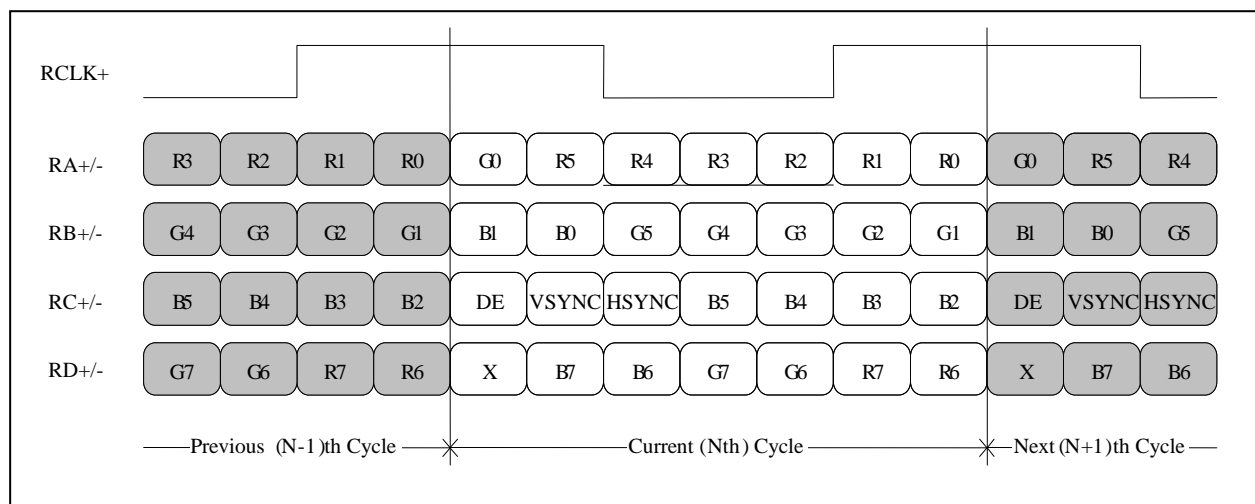 RCLK+
RA+/- R3 R2 R1 R0 G0 R5 R4 R3 R2 R1 R0 G0 R5 R4
RB+/- G4 G3 G2 G1 B1 B0 G5 G4 G3 G2 G1 B1 B0 G5
RC+/- B5 B4 B3 B2 DE VSYNC HSYNC B5 B4 B3 B2 DE VSYNC HSYNC
RD+/- G7 G6 R7 R6 X B7 B6 G7 G6 R7 R6 X B7 B6
Previous (N-1)th Cycle Current (Nth) Cycle Next (N+1)th Cycle